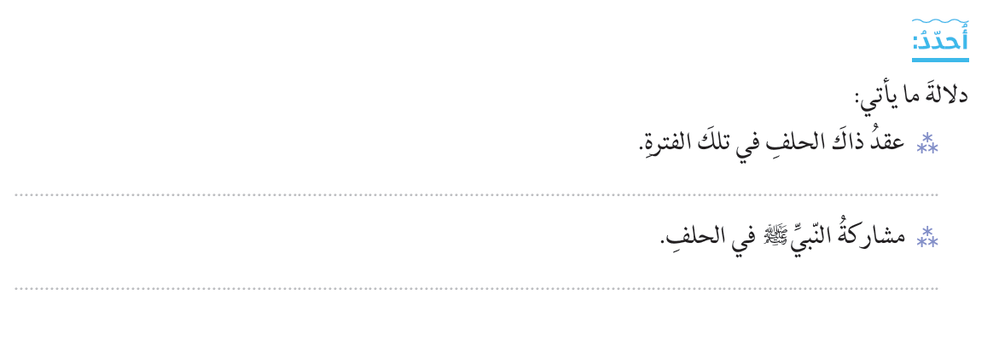 أُحدّدُ:
دلالةَ ما يأتي:
⁂ عقدُ ذاكَ الحلفِ في تلكَ الفترةِ.
⁂ مشاركةُ النّبيِّ ﷺ في الحلفِ.